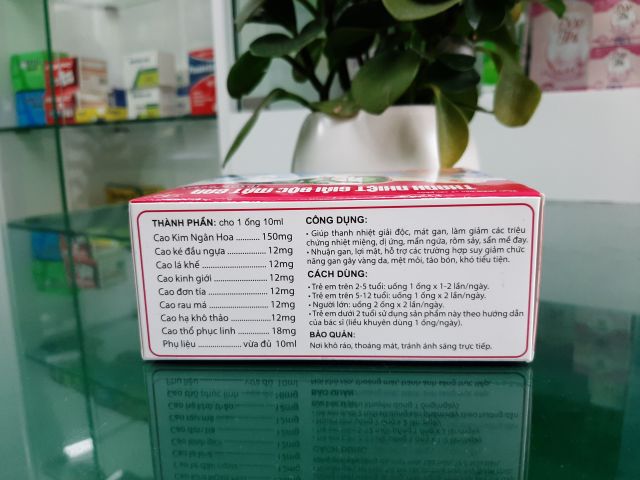 THANH NHIỆT GIẢI ĐỘC MÁT GAN
THÀNH PHẦN: cho 1 ống 10ml
Cao Kim Ngân Hoa ........... 150mg
Cao ké đầu ngựa .................. 12mg
Cao lá khế ............................... 12mg
Cao kinh giới ......................... 12mg
Cao đơn tía ............................ 12mg
Cao rau má ............................ 12mg
Cao hạ khô thảo ................... 12mg
Cao thổ phục linh ................ 18mg
Phụ liệu .................... vừa đủ 10ml
CÔNG DỤNG:
• Giúp thanh nhiệt giải độc, mát gan, làm giảm các triệu
chứng nhiệt miệng, dị ứng, mẩn ngứa, rôm sảy, sẩn mề đay.
• Nhuận gan, lợi mật, hỗ trợ các trường hợp suy giảm chức
năng gan gây vàng da, mệt mỏi, táo bón, khó tiểu tiện.
CÁCH DÙNG:
• Trẻ em trên 2-5 tuổi: uống 1 ống x 1-2 lần/ngày.
• Trẻ em trên 5-12 tuổi: uống 1 ống x 2 lần/ngày.
• Người lớn: uống 2 ống x 2 lần/ngày.
• Trẻ em dưới 2 tuổi sử dụng sản phẩm này theo hướng dẫn
của bác sĩ (liều khuyên dùng 1 ống/ngày).
BẢO QUẢN:
Nơi khô ráo, thoáng mát, tránh ánh sáng trực tiếp.